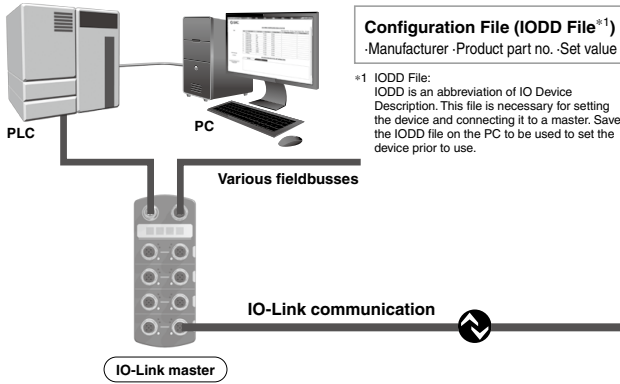 Configuration File (IODD File*1)
·Manufacturer ·Product part no. ·Set value
*1 IODD File:
IODD is an abbreviation of IO Device
Description. This file is necessary for setting
the device and connecting it to a master. Save
the IODD file on the PC to be used to set the
device prior to use.
PLC
PC
Various fieldbusses
IO-Link communication
IO-Link master